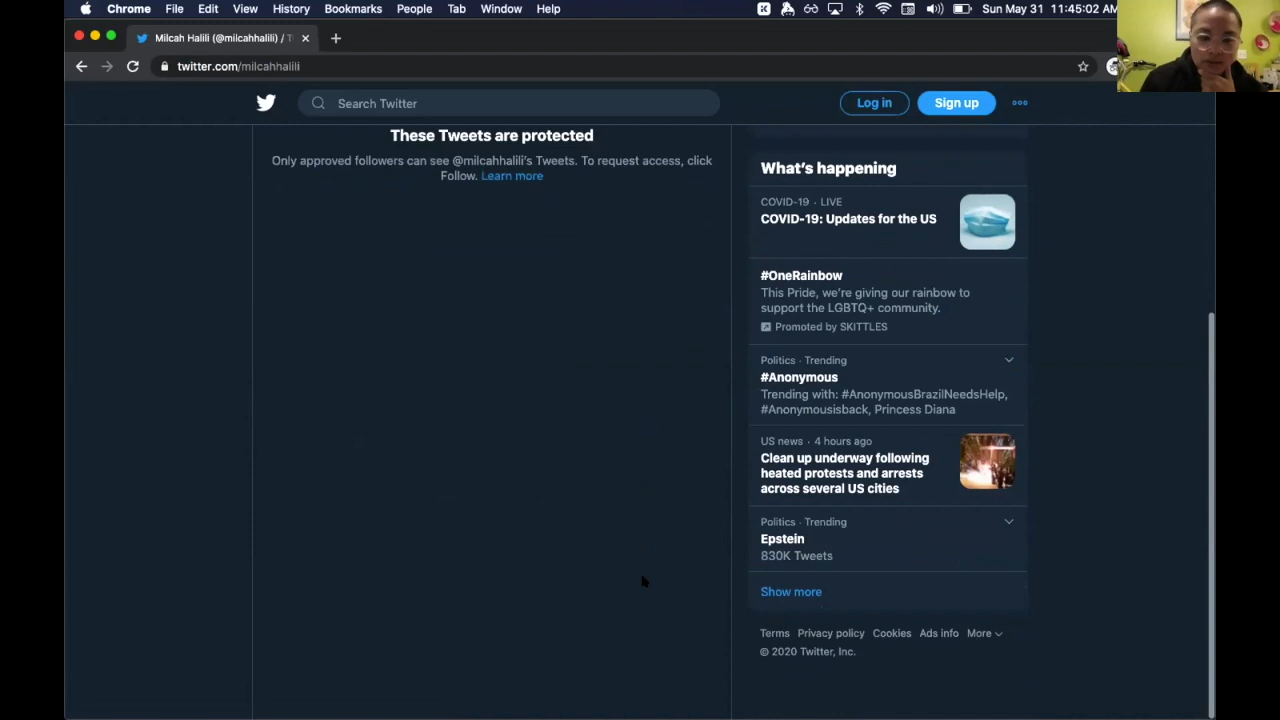 Chrome File Edit View History Bookmarks People Tab Window Help
Sun May 31 11:45:02 AM
Milcah Halili (@milcahhalili) / T
twitter.com/milcahhalili
Search Twitter
Log in
Sign up
These Tweets are protected
Only approved followers can see @milcahhalili's Tweets. To request access, click
Follow. Learn more
What's happening
COVID-19 · LIVE
COVID-19: Updates for the US
#OneRainbow
This Pride, we're giving our rainbow to
support the LGBTQ+ community.
Promoted by SKITTLES
Politics · Trending
#Anonymous
Trending with: #AnonymousBrazilNeedsHelp,
#Anonymousisback, Princess Diana
US news · 4 hours ago
Clean up underway following
heated protests and arrests
across several US cities
Politics · Trending
Epstein
830K Tweets
Show more
Terms Privacy policy Cookies Ads info More
© 2020 Twitter, Inc.